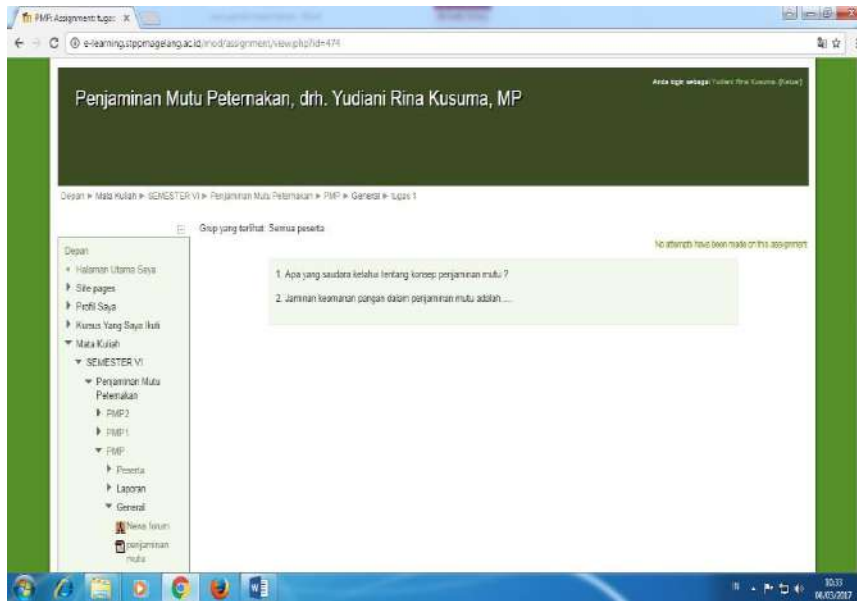 PMP: Assignment: tugas
e-learning.stppmagelang.ac.id/mod/assignment/view.php?id=474
Penjaminan Mutu Peternakan, drh. Yudiani Rina Kusuma, MP
Anda login sebagai Yudiani Rina Kusuma (Keluar)
Depan ► Mata Kuliah ► SEMESTER VI ► Penjaminan Mutu Peternakan ► PMP ► General ► tugas 1
Grup yang terlihat: Semua peserta
No attempts have been made on this assignment
1. Apa yang saudara ketahui tentang konsep penjaminan mutu ?
2. Jaminan keamanan pangan dalam penjaminan mutu adalah....
Depan
Halaman Utama Saya
Site pages
Profil Saya
Kursus Yang Saya Ikuti
Mata Kuliah
SEMESTER VI
Penjaminan Mutu
Peternakan
PMP2
PMP1
PMP
Peserta
Laporan
General
News forum
penjaminan
mutu
IN
10:33
08/03/2017